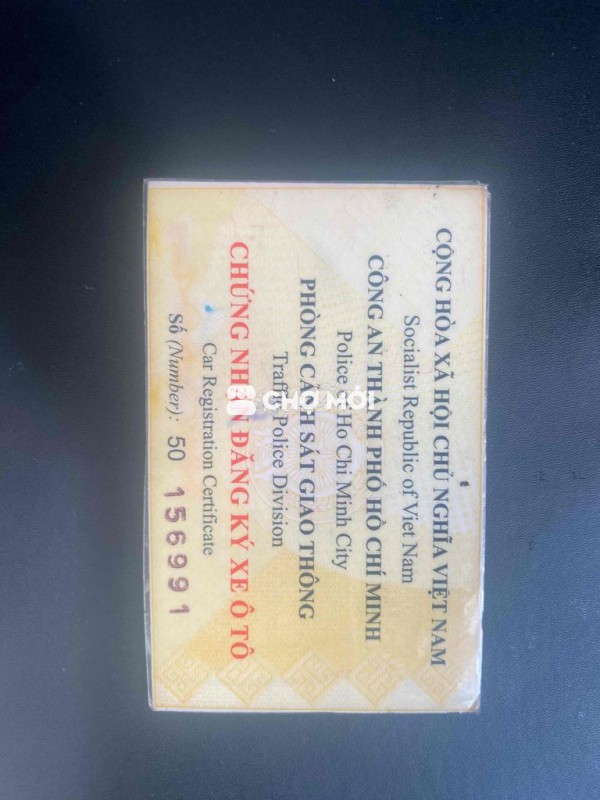 CỘNG HÒA XÃ HỘI CHỦ NGHĨA VIỆT NAM
Socialist Republic of Viet Nam
CÔNG AN THÀNH PHỐ HỒ CHÍ MINH
Police of Ho Chi Minh City
PHÒNG CẢNH SÁT GIAO THÔNG
Traffic Police Division
CHỨNG NHẬN ĐĂNG KÝ XE Ô TÔ
Car Registration Certificate
Số (Number): 50 156991
CHỢ MỚI